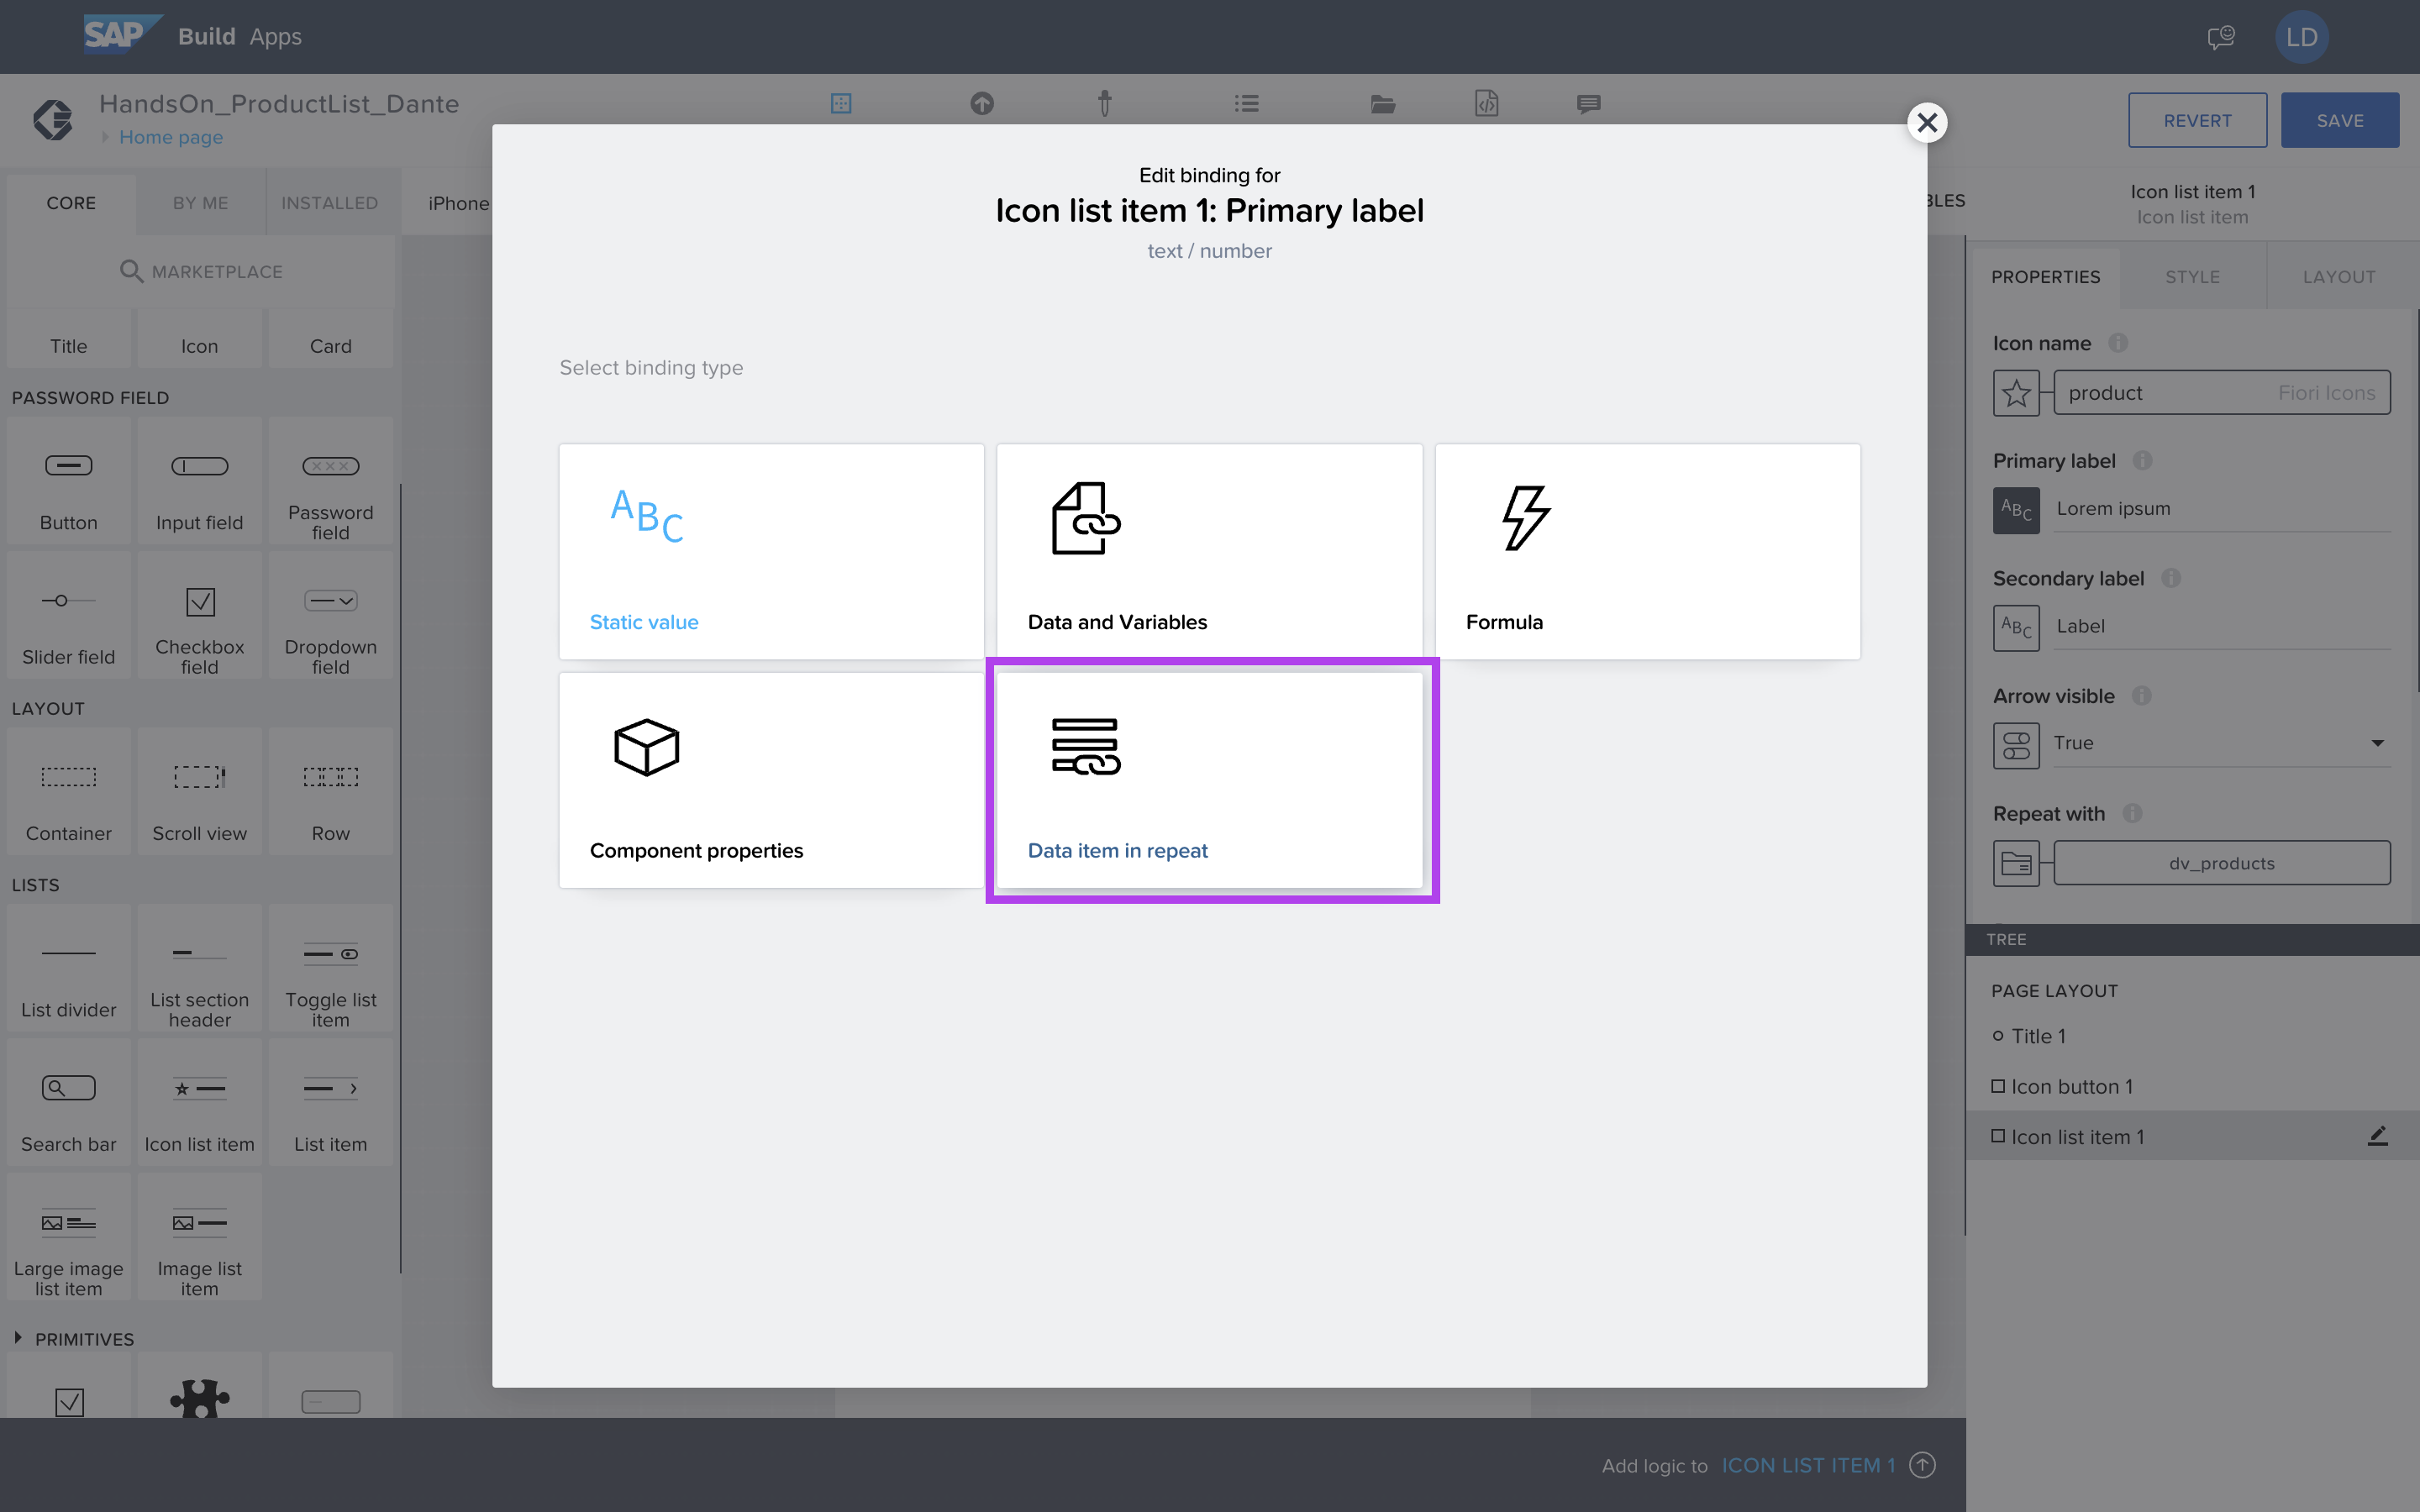 SAP Build Apps
LD
HandsOn_ProductList_Dante
Home page
REVERT
SAVE
CORE
BY ME
INSTALLED
iPhone
BLES
MARKETPLACE
Title
Icon
Card
PASSWORD FIELD
Button
Input field
Password
field
Slider field
Checkbox
field
Dropdown
field
LAYOUT
Container
Scroll view
Row
LISTS
List divider
List section
header
Toggle list
item
Search bar
Icon list item
List item
Large image
list item
Image list
item
PRIMITIVES
Edit binding for
Icon list item 1: Primary label
text / number
Select binding type
ABC
Static value
Data and Variables
Formula
Component properties
Data item in repeat
Icon list item 1
Icon list item
PROPERTIES
STYLE
LAYOUT
Icon name
product
Fiori Icons
Primary label
ABC
Lorem ipsum
Secondary label
ABC
Label
Arrow visible
True
Repeat with
dv_products
TREE
PAGE LAYOUT
Title 1
Icon button 1
Icon list item 1
Add logic to ICON LIST ITEM 1